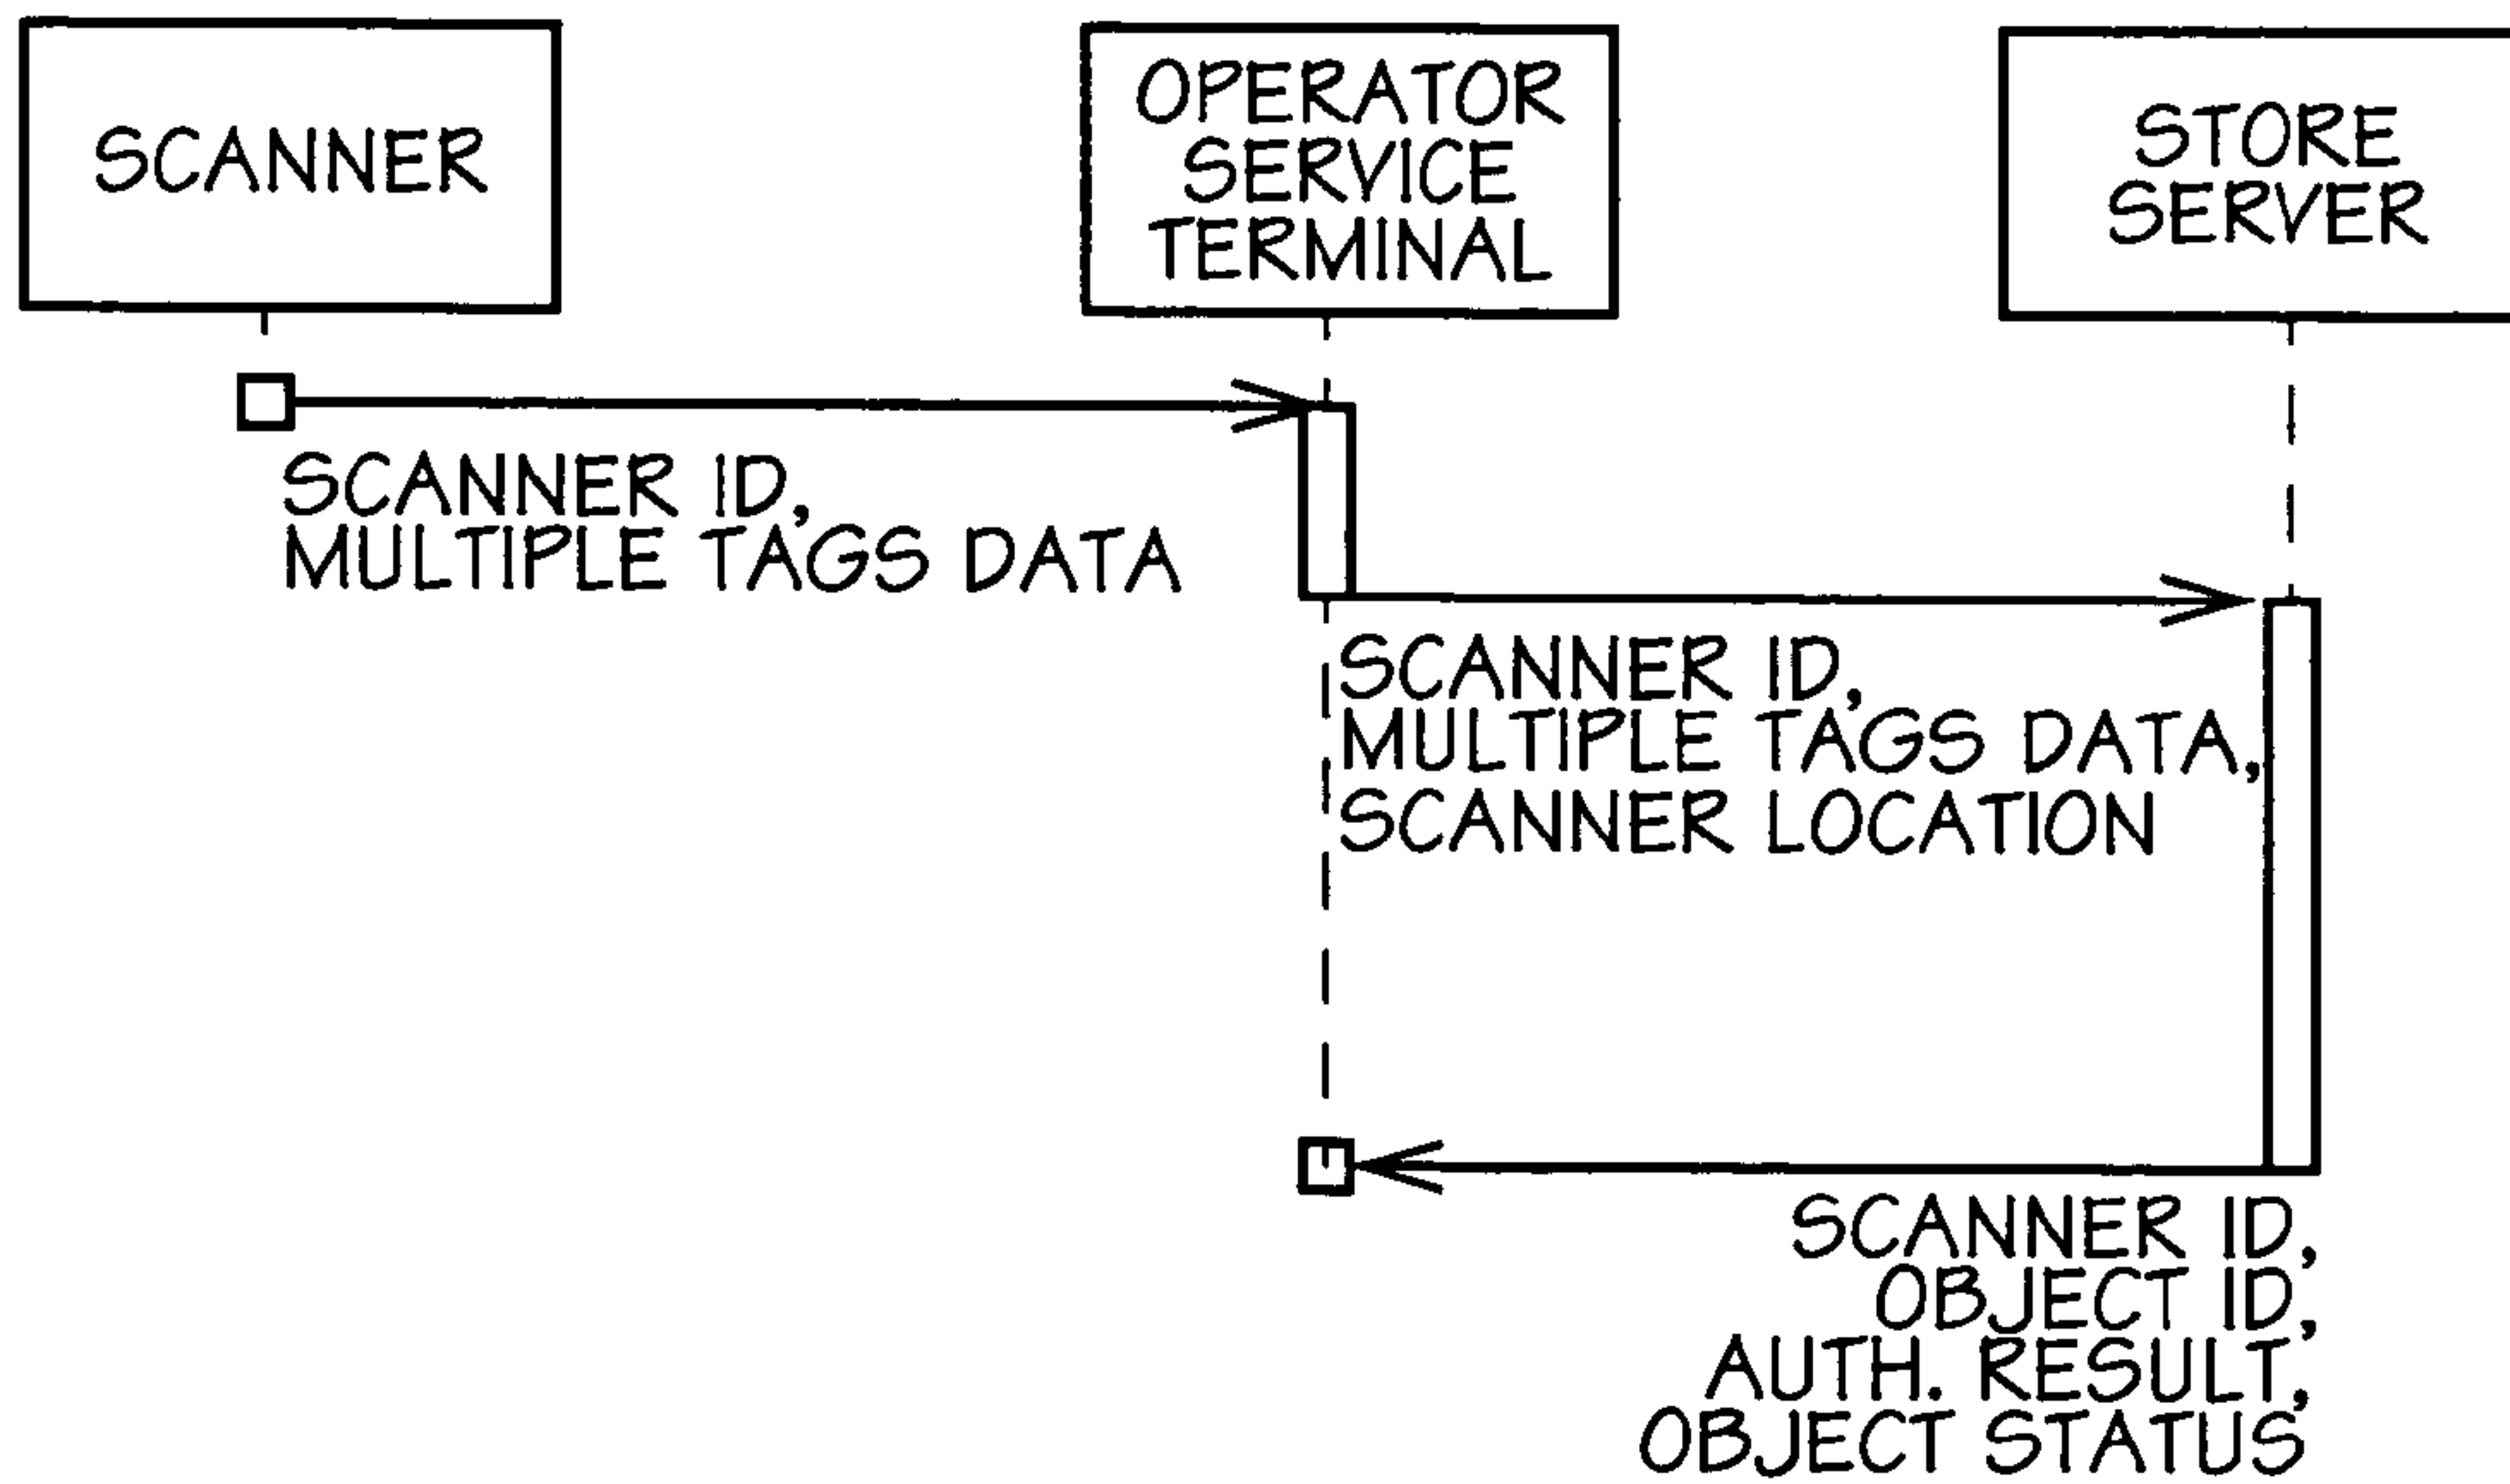 SCANNER
OPERATOR
SERVICE
TERMINAL
STORE
SERVER
SCANNER ID,
MULTIPLE TAGS DATA
SCANNER ID,
MULTIPLE TAGS DATA,
SCANNER LOCATION
SCANNER ID,
OBJECT ID,
AUTH. RESULT,
OBJECT STATUS